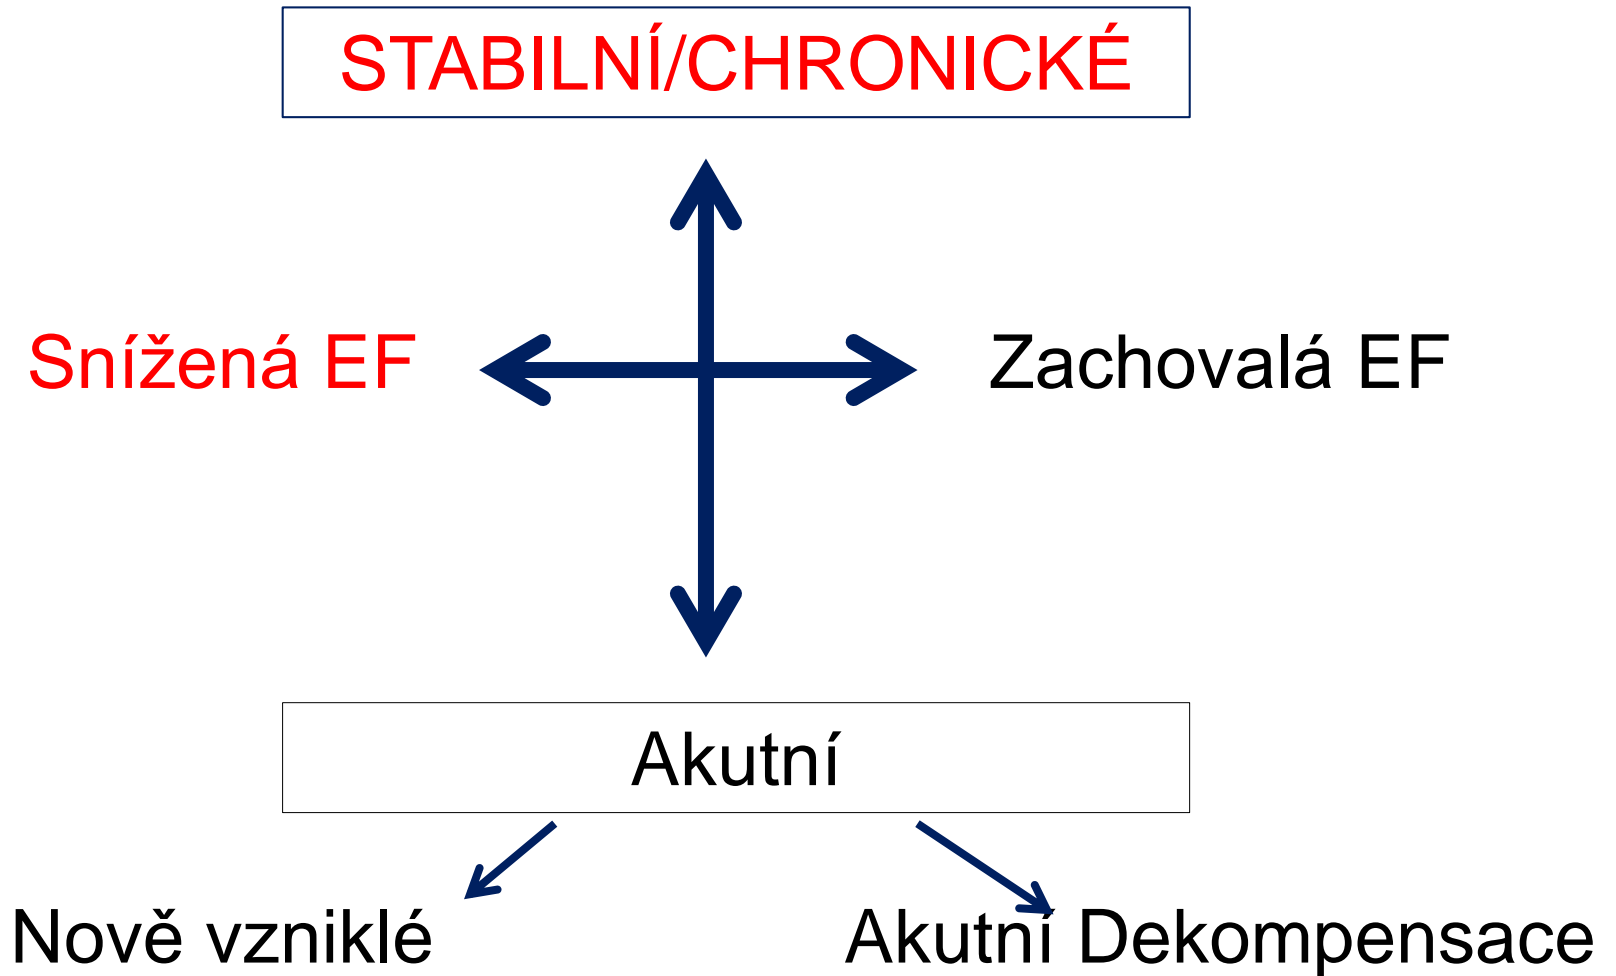 STABILNÍ/CHRONICKÉ
Snížená EF
Zachovalá EF
Akutní
Nově vzniklé
Akutní Dekompensace